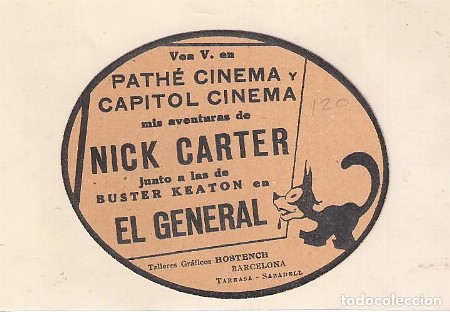 Vea V. en
PATHÉ CINEMA Y
CAPITOL CINEMA
mis aventuras de
NICK CARTER
junto a las de
BUSTER KEATON en
EL GENERAL
Talleres Gráficos HOSTENCH
BARCELONA
TARRASA - SABADELL
120
todocoleccion